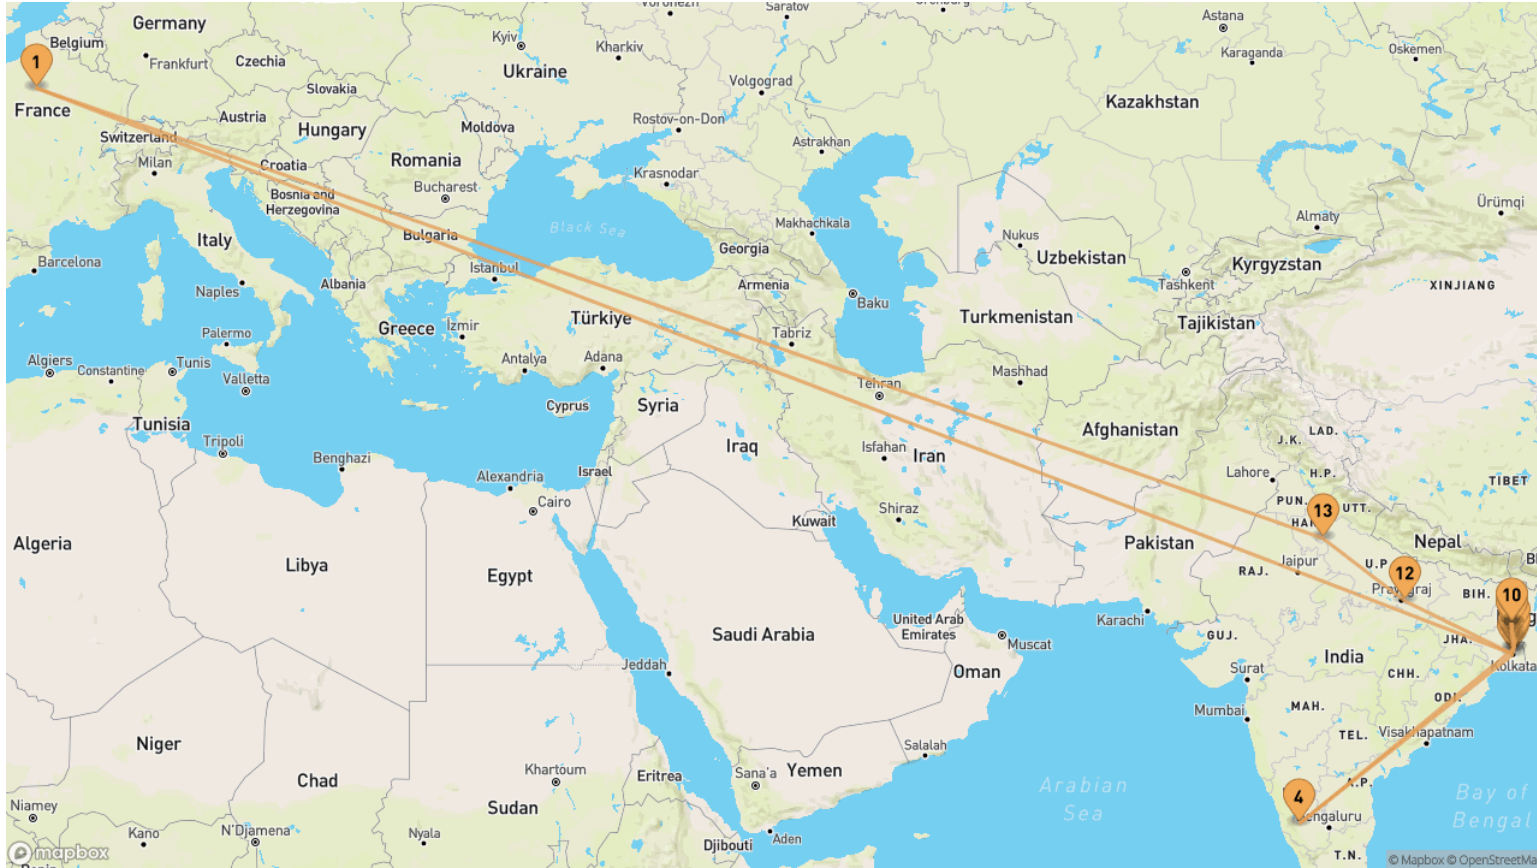 Germany
Belgium
Frankfurt
Czechia
Kyiv
Kharkiv
Saratov
Astana
Karaganda
Oskemen
1
France
Slovakia
Ukraine
Volgograd
Kazakhstan
Austria
Hungary
Moldova
Rostov-on-Don
Switzerland
Milan
Croatia
Romania
Astrakhan
Krasnodar
Bosnia and
Herzegovina
Bucharest
Almaty
Ürümqi
Italy
Bulgaria
Black Sea
Makhachkala
Georgia
Nukus
Uzbekistan
Kyrgyzstan
Barcelona
Istanbul
Albania
Armenia
Tashkent
XINJIANG
Naples
Baku
Greece
İzmir
Türkiye
Turkmenistan
Tajikistan
Palermo
Tabriz
Algiers
Constantine
Tunis
Antalya
Adana
Mashhad
Valletta
Tehran
Cyprus
Syria
Tunisia
Afghanistan
LAD.
J.K.
Tripoli
Iraq
Isfahan
Iran
Benghazi
Alexandria
Israel
Lahore
H.P.
TIBET
Cairo
PUN.
UTT.
Shiraz
13
Kuwait
Algeria
Pakistan
Nepal
Libya
Egypt
Jaipur
U.P.
RAJ.
12
BIH.
10
Karachi
United Arab
Emirates
Saudi Arabia
Muscat
GUJ.
JHA.
India
Kolkata
Jeddah
Oman
Surat
CHH.
Mumbai
MAH.
Visakhapatnam
TEL.
Niger
Salalah
Chad
Khartoum
Eritrea
Sana'a
Yemen
A.P.
Arabian
Sea
Bay of
Bengal
4
Niamey
Sudan
Kano
N'Djamena
Nyala
Djibouti
Aden
T.N.
mapbox
© Mapbox © OpenStreetMa